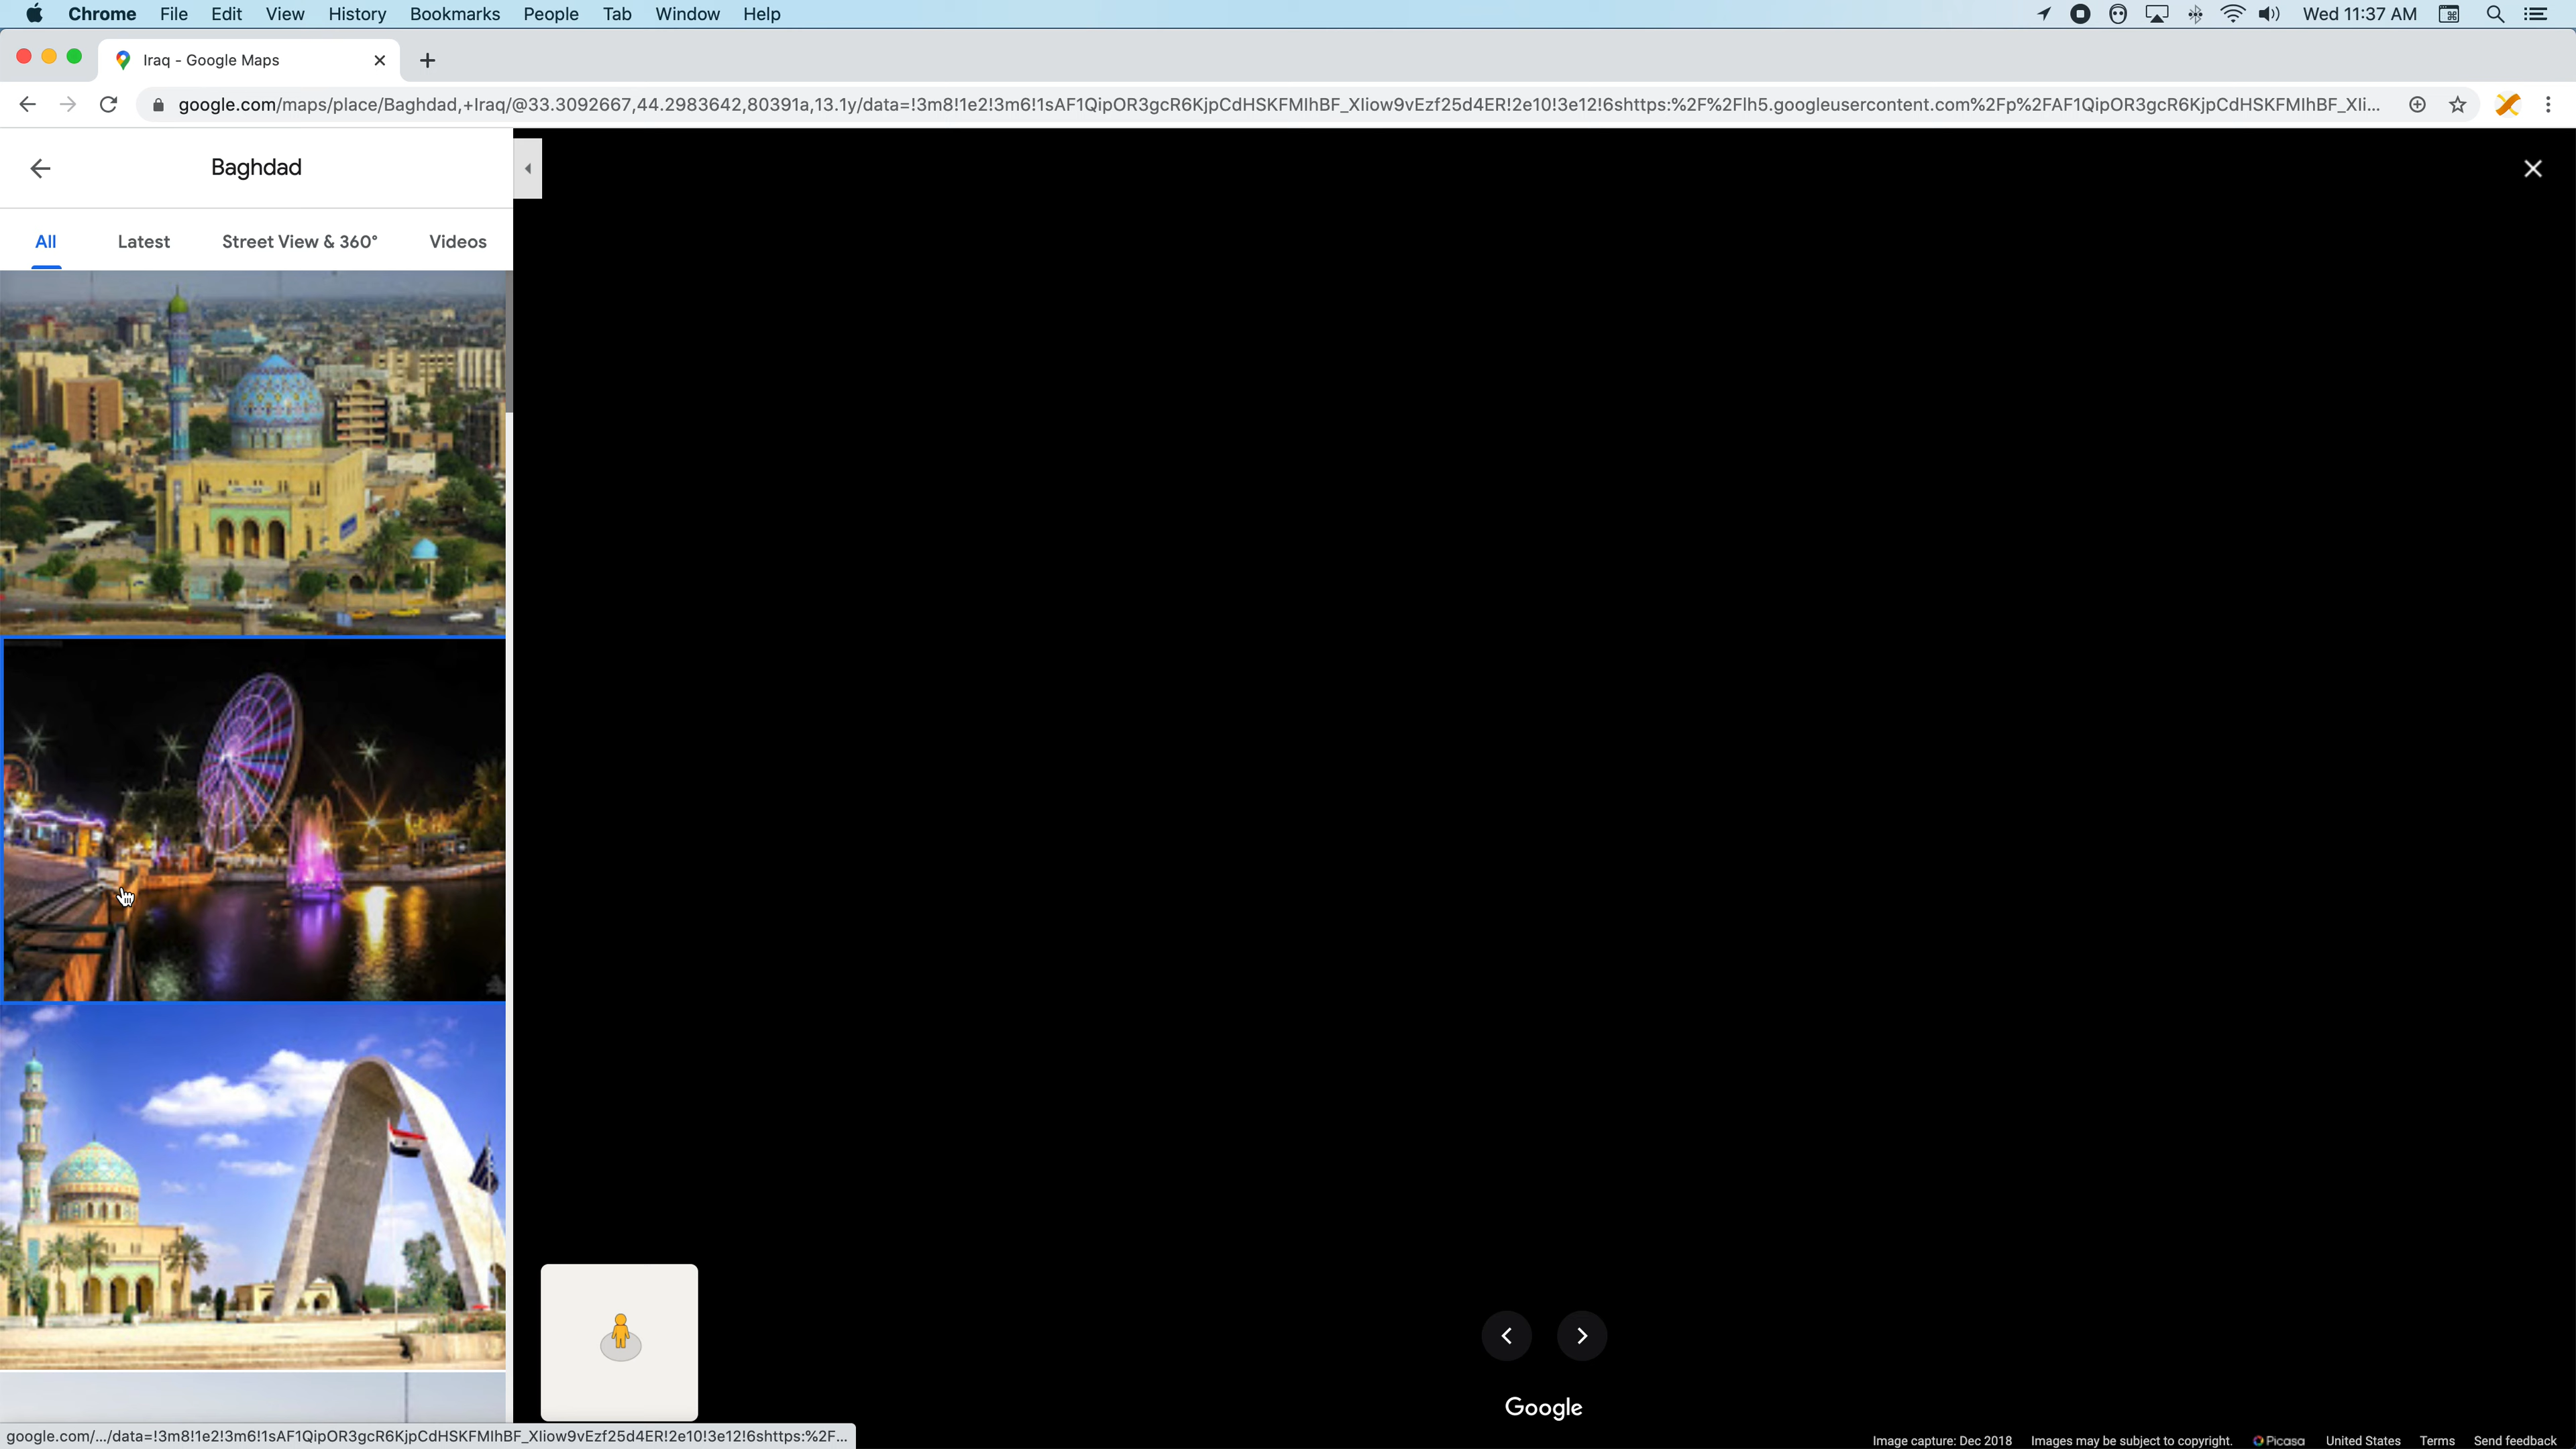 Chrome File Edit View History Bookmarks People Tab Window Help Wed 11:37 AM
Iraq - Google Maps
google.com/maps/place/Baghdad,+Iraq/@33.3092667,44.2983642,80391a,13.1y/data=!3m8!1e2!3m6!1sAF1QipOR3gcR6KjpCdHSKFMIhBF_XIiow9vEzf25d4ER!2e10!3e12!6shttps:%2F%2Flh5.googleusercontent.com%2Fp%2FAF1QipOR3gcR6KjpCdHSKFMIhBF_XIi...
Baghdad
All Latest Street View & 360° Videos
Google
google.com/.../data=!3m8!1e2!3m6!1sAF1QipOR3gcR6KjpCdHSKFMIhBF_XIiow9vEzf25d4ER!2e10!3e12!6shttps:%2F...
Image capture: Dec 2018 Images may be subject to copyright. Picasa United States Terms Send feedback